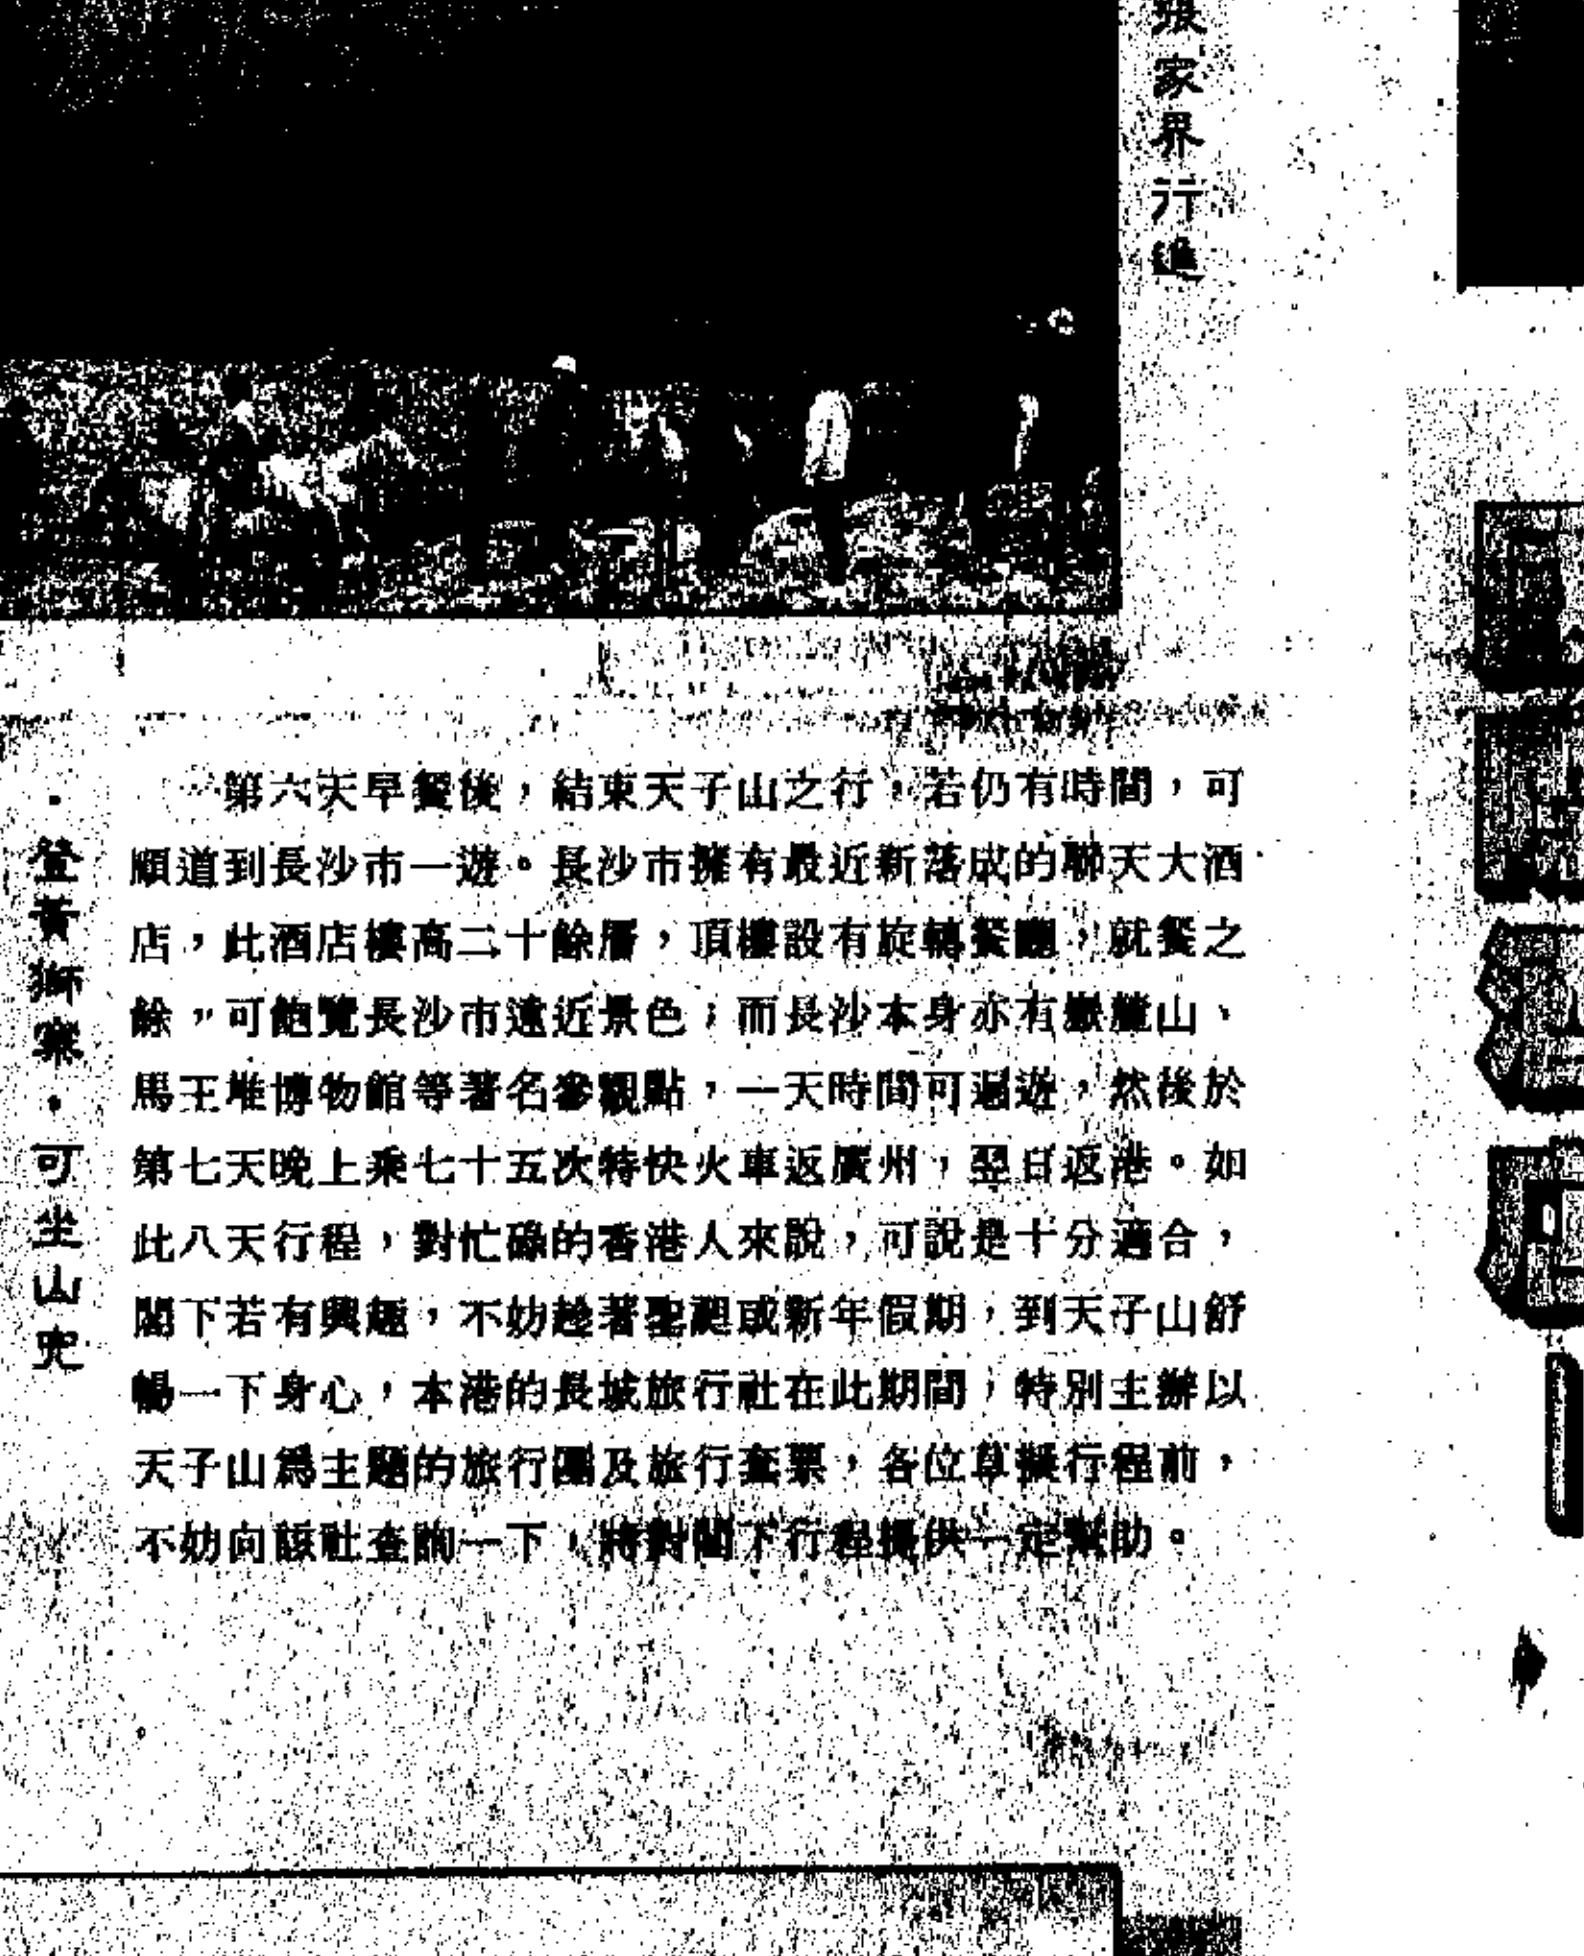 張家界行進
第六天早餐後，結束天子山之行，若仍有時間，可
順道到長沙市一遊。長沙市擁有最近新落成的聯天大酒
店，此酒店樓高二十餘層，頂樓設有旋轉餐廳，就餐之
餘，可飽覽長沙市遠近景色；而長沙本身亦有嶽麓山、
馬王堆博物館等著名參觀點，一天時間可遍遊，然後於
第七天晚上乘七十五次特快火車返廣州，翌日返港。如
此八天行程，對忙碌的香港人來說，可說是十分適合，
閣下若有興趣，不妨趁著聖誕或新年假期，到天子山舒
暢一下身心，本港的長城旅行社在此期間，特別主辦以
天子山為主題的旅行團及旅行套票，各位草擬行程前，
不妨向該社查詢一下，將對閣下行程提供一定幫助。
・登黃獅寨・可坐山兜